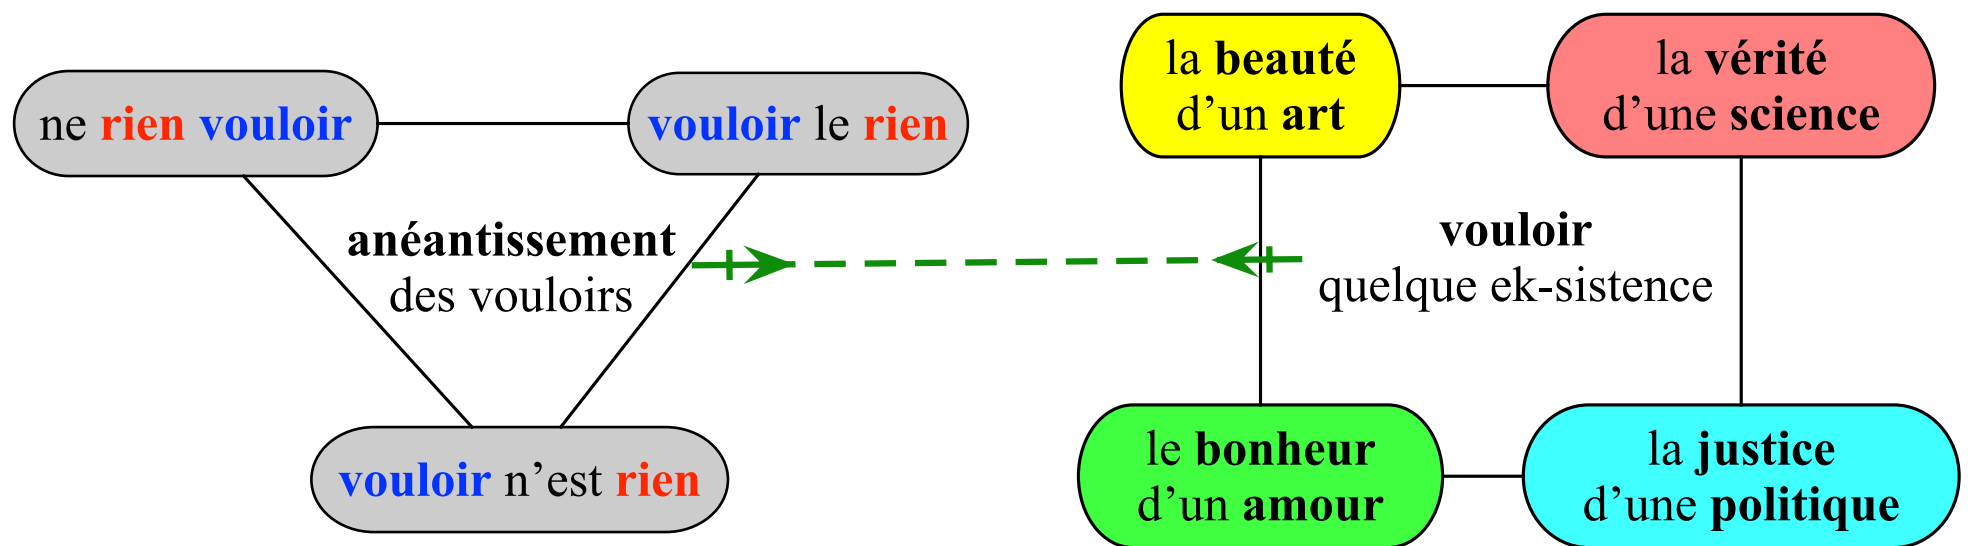 ne rien vouloir
vouloir le rien
anéantissement
des vouloirs
vouloir n’est rien
la beauté
d’un art
la vérité
d’une science
vouloir
quelque ek-sistence
le bonheur
d’un amour
la justice
d’une politique